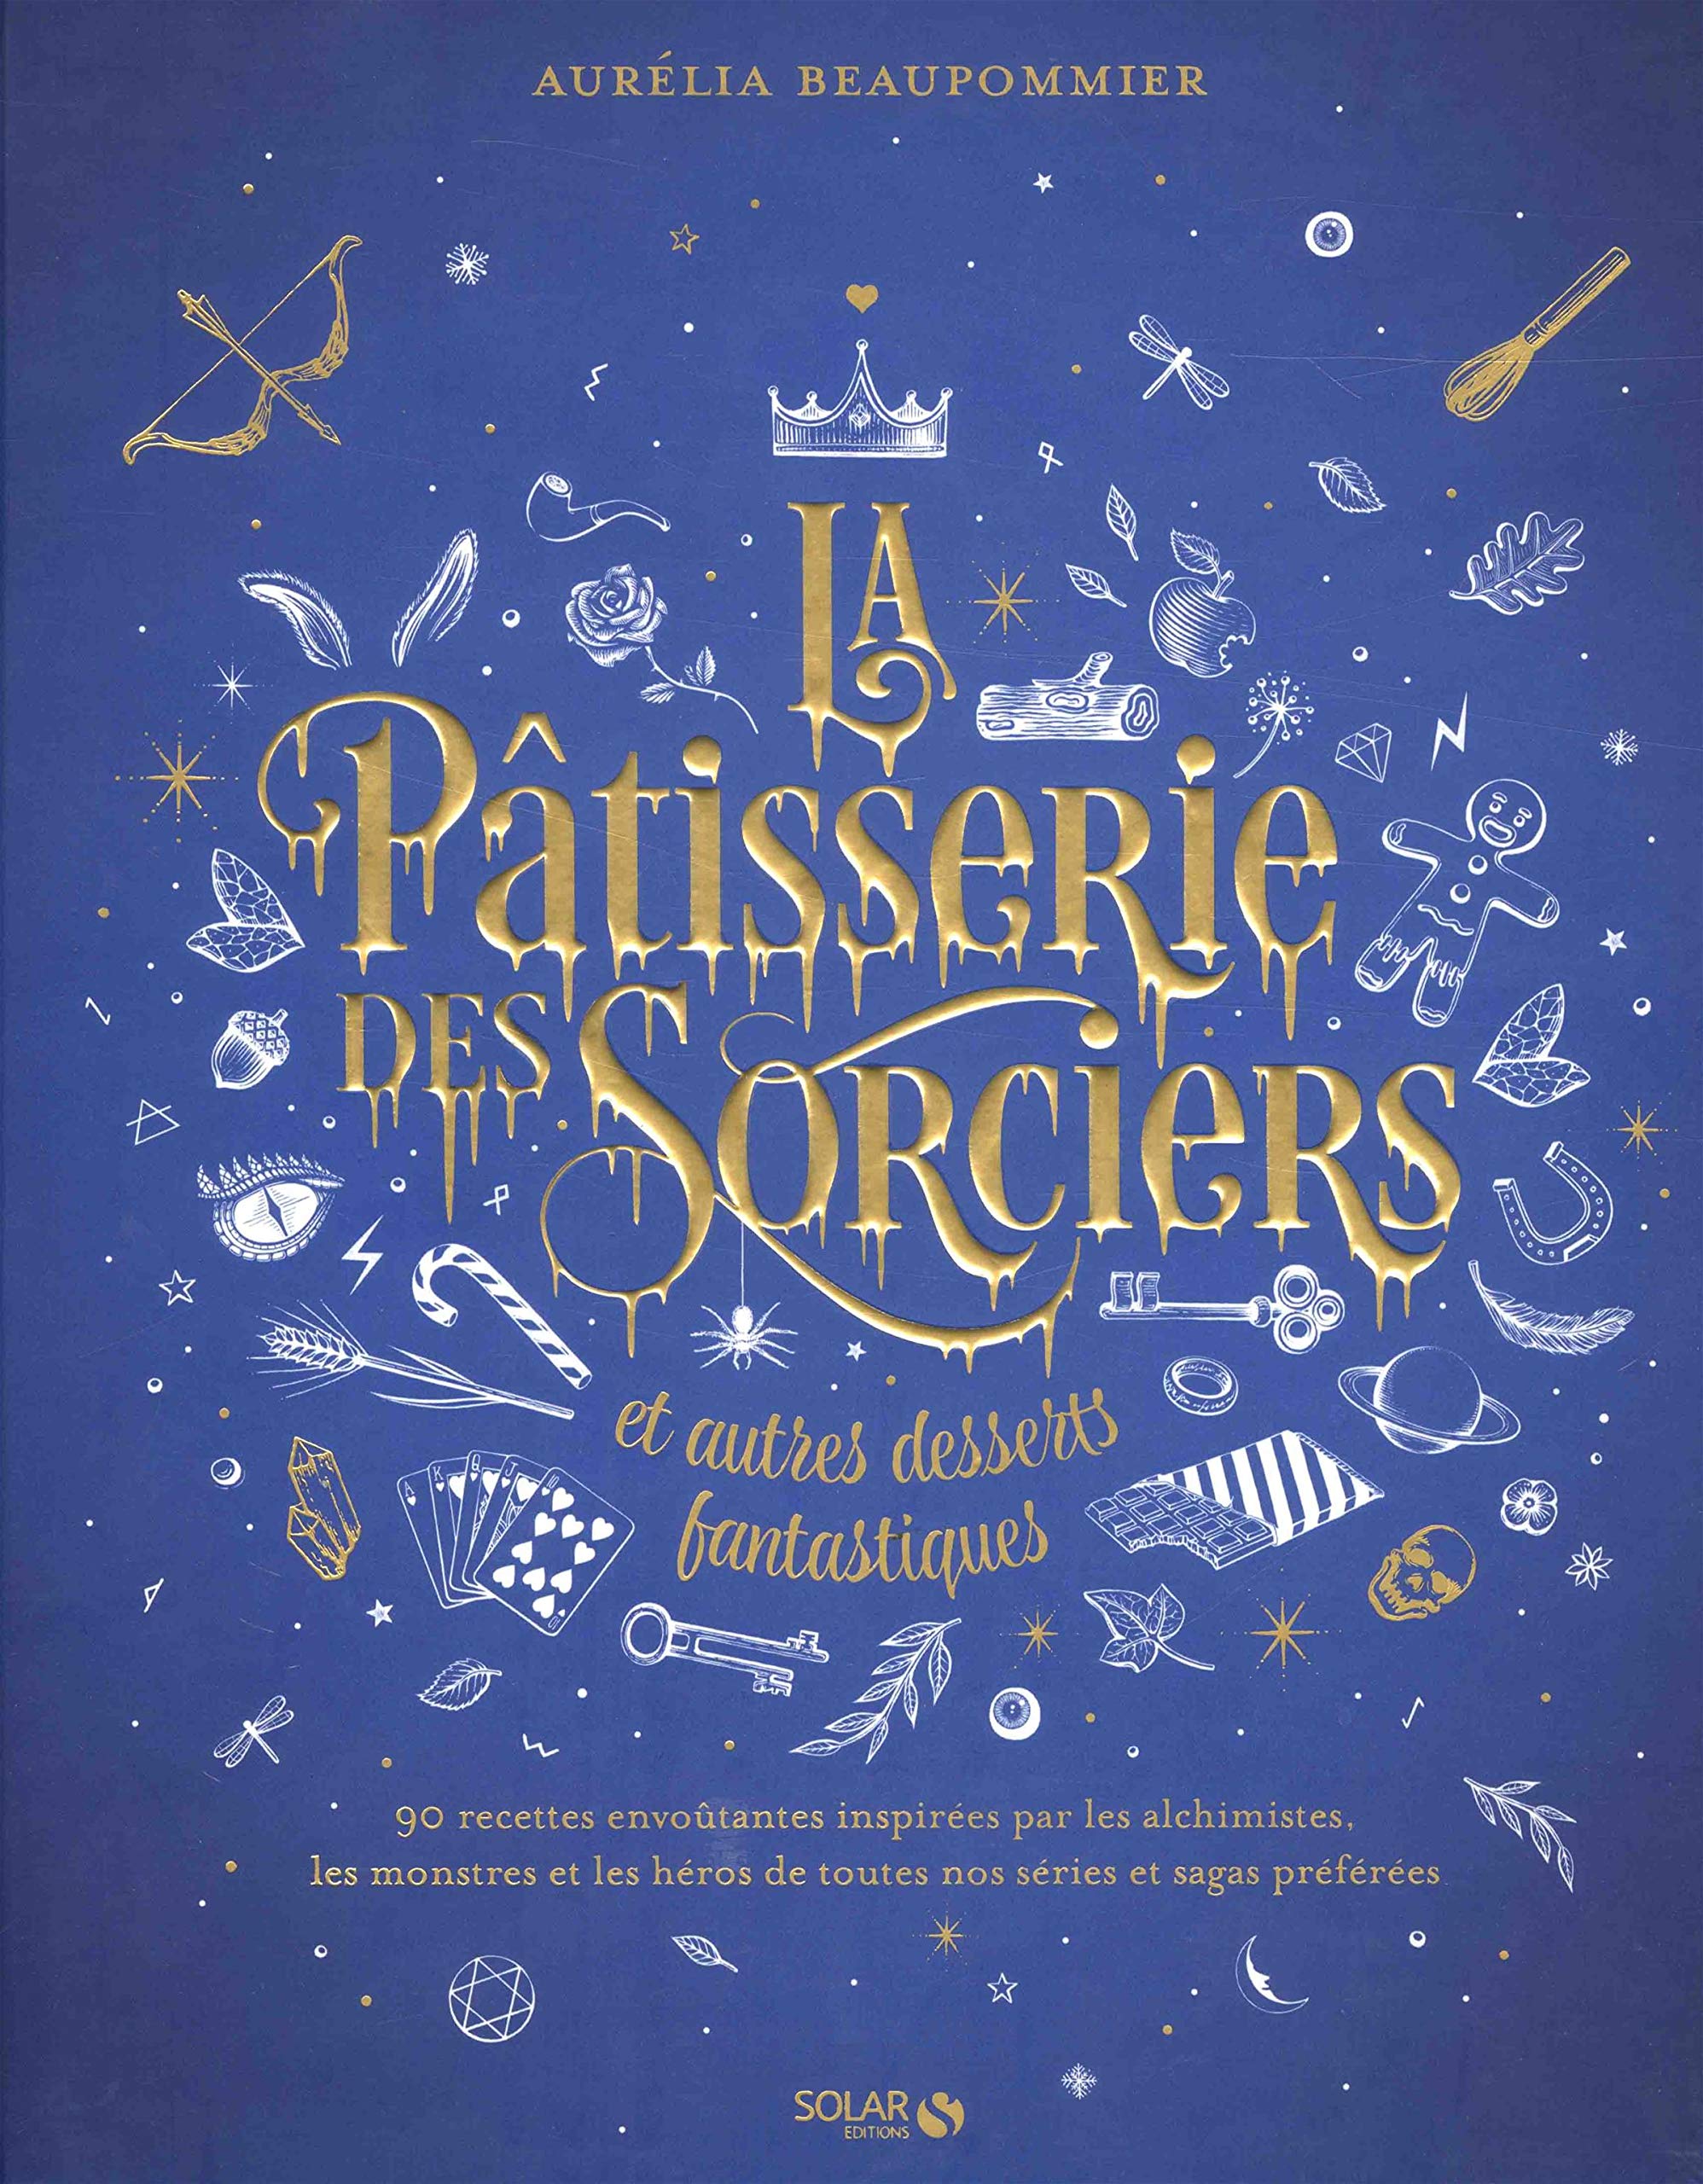 AURÉLIA BEAUPOMMIER
LA
Pâtisserie
DES SORCIERS
et autres desserts
fantastiques
90 recettes envoûtantes inspirées par les alchimistes,
les monstres et les héros de toutes nos séries et sagas préférées
SOLAR
EDITIONS